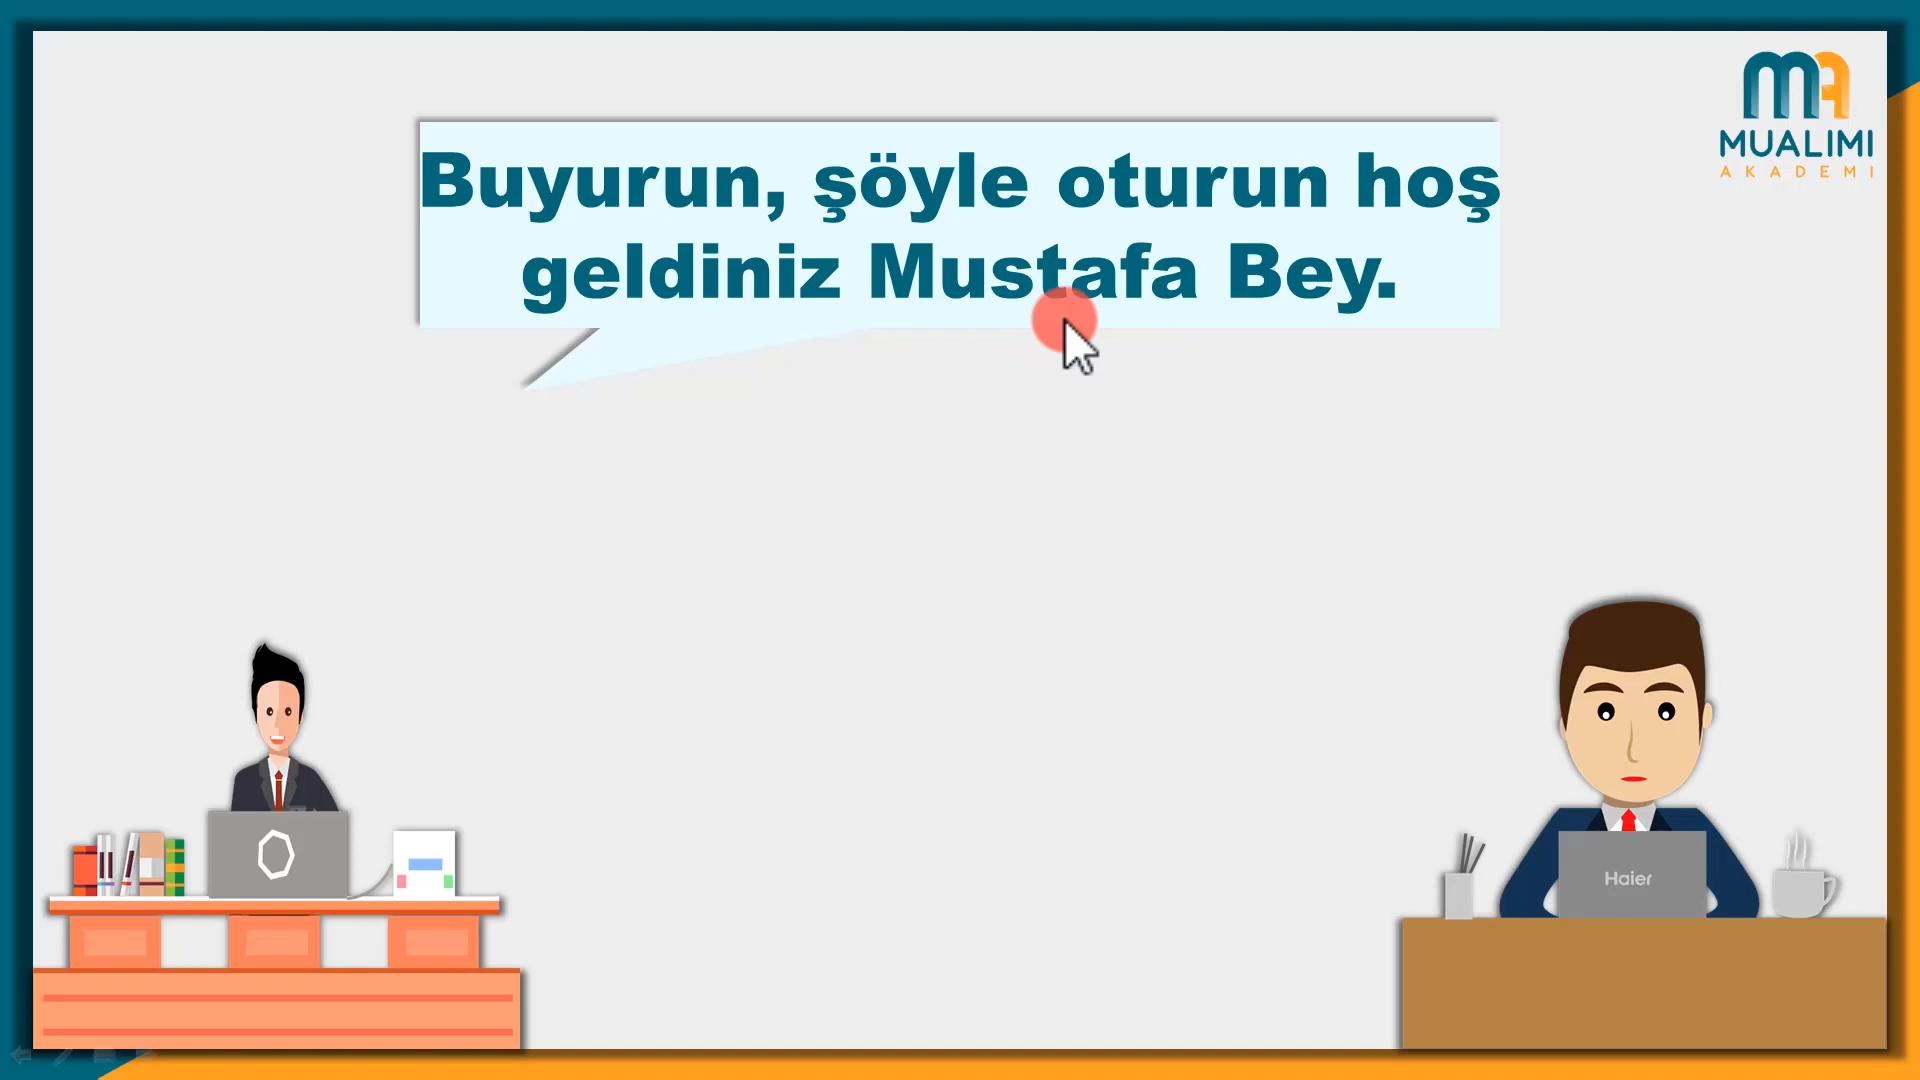 Buyurun, şöyle oturun hoş
geldiniz Mustafa Bey.
MUALIMI
AKADEMI
Haier